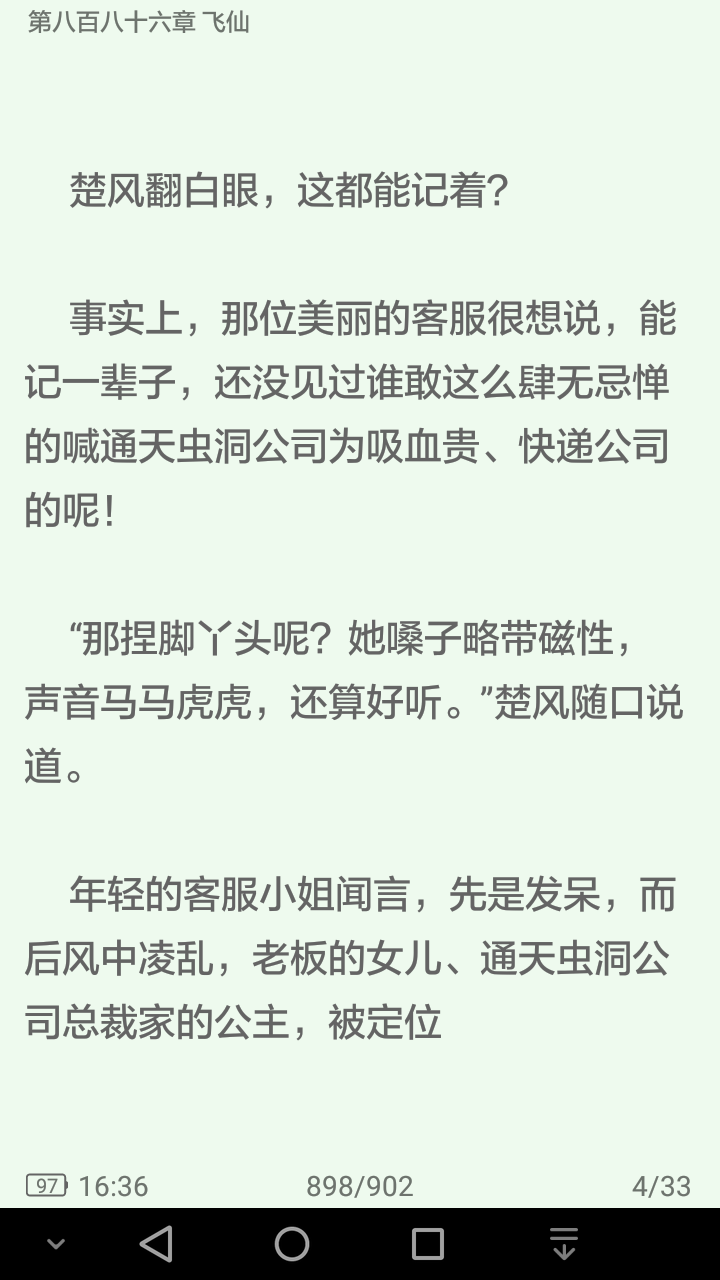 第八百八十六章 飞仙
楚风翻白眼，这都能记着？
事实上，那位美丽的客服很想说，能
记一辈子，还没见过谁敢这么肆无忌惮
的喊通天虫洞公司为吸血贵、快递公司
的呢！
“那捏脚丫头呢？她嗓子略带磁性，
声音马马虎虎，还算好听。”楚风随口说
道。
年轻的客服小姐闻言，先是发呆，而
后风中凌乱，老板的女儿、通天虫洞公
司总裁家的公主，被定位
97 16:36 898/902 4/33